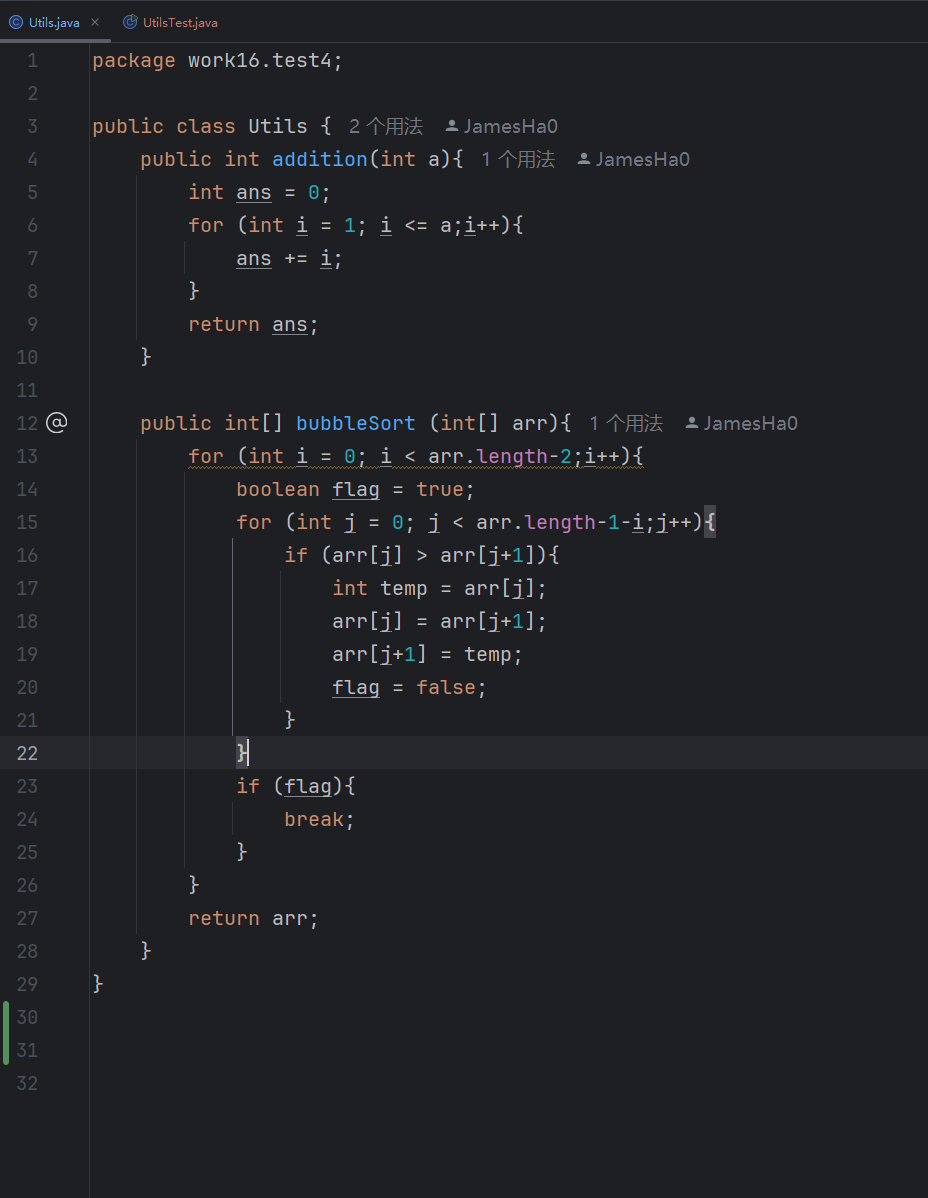 Utils.java × UtilsTest.java
1 package work16.test4;
2
3 public class Utils { 2 个用法 JamesHa0
4     public int addition(int a){ 1 个用法 JamesHa0
5         int ans = 0;
6         for (int i = 1; i <= a;i++){
7             ans += i;
8         }
9         return ans;
10     }
11
12 @     public int[] bubbleSort (int[] arr){ 1 个用法 JamesHa0
13         for (int i = 0; i < arr.length-2;i++){
14             boolean flag = true;
15             for (int j = 0; j < arr.length-1-i;j++){
16                 if (arr[j] > arr[j+1]){
17                     int temp = arr[j];
18                     arr[j] = arr[j+1];
19                     arr[j+1] = temp;
20                     flag = false;
21                 }
22             }
23             if (flag){
24                 break;
25             }
26         }
27         return arr;
28     }
29 }
30
31
32